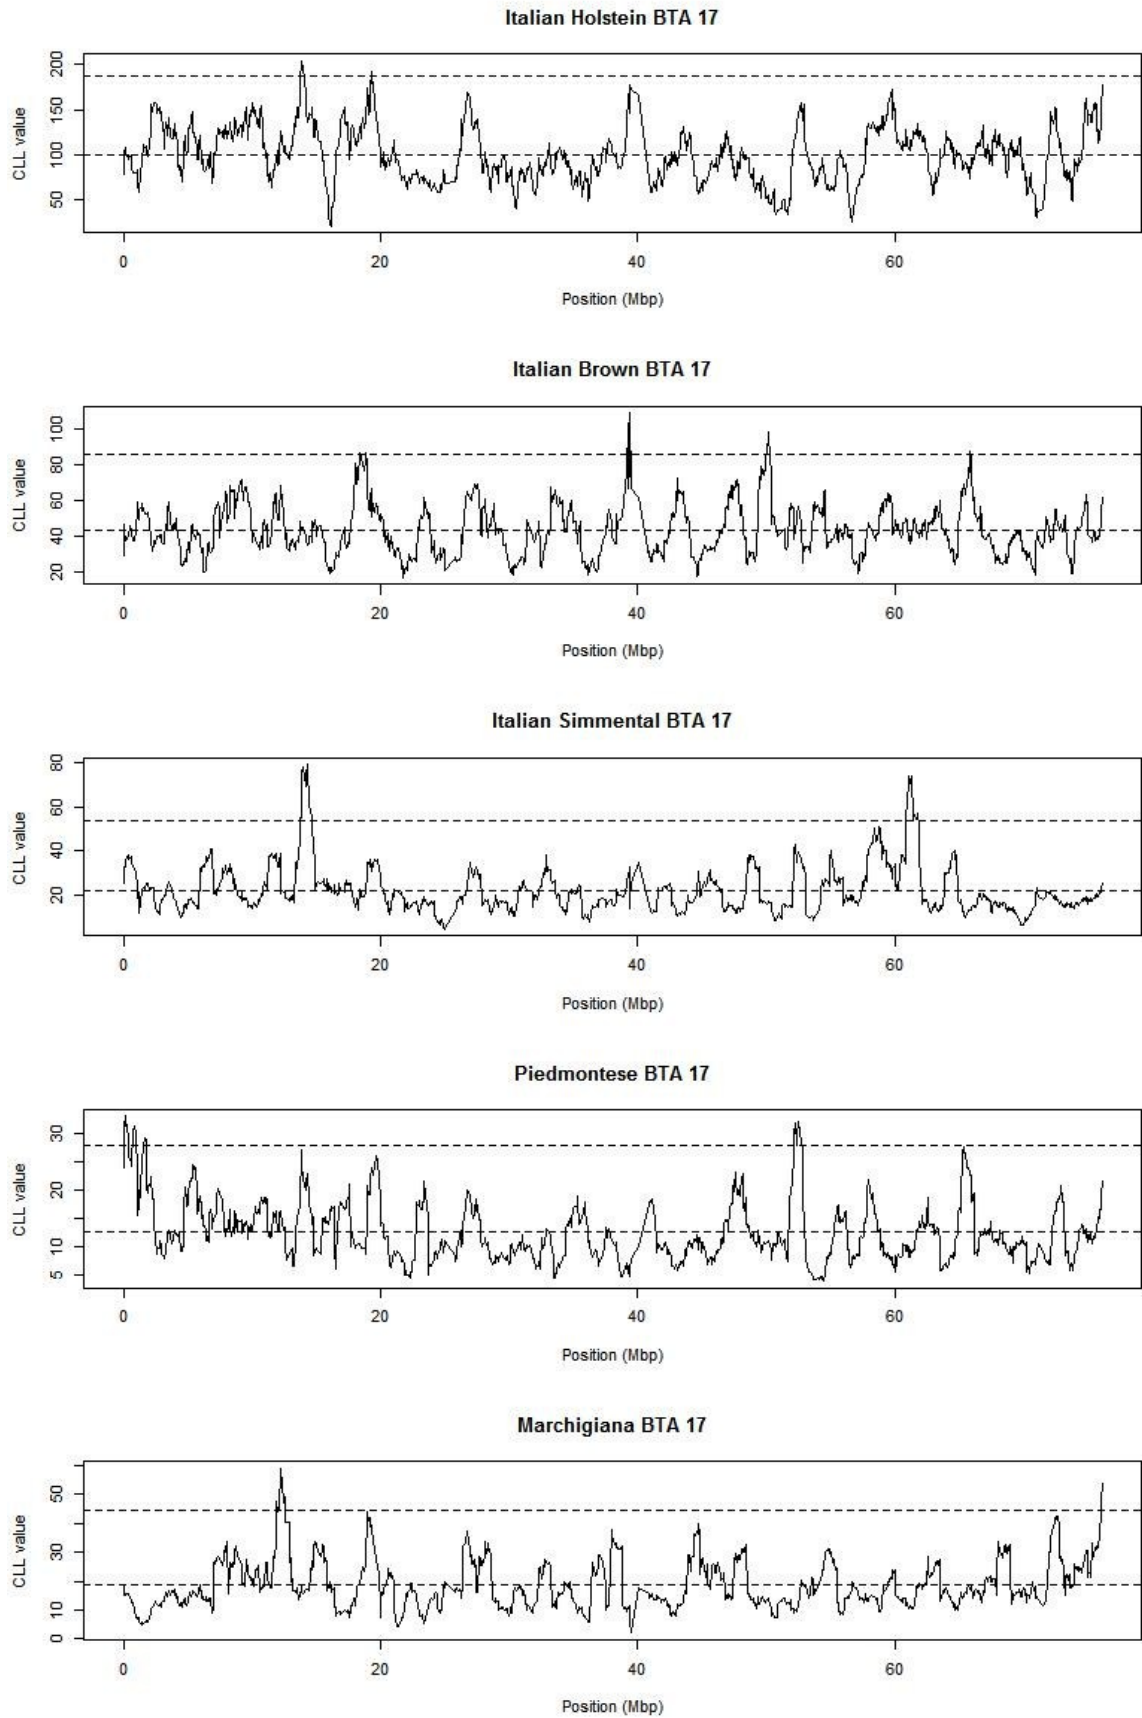 Italian Holstein BTA 17
CLL value
200
150
100
50
0 20 40 60
Position (Mbp)
Italian Brown BTA 17
CLL value
100
80
60
40
20
0 20 40 60
Position (Mbp)
Italian Simmental BTA 17
CLL value
80
60
40
20
0 20 40 60
Position (Mbp)
Piedmontese BTA 17
CLL value
30
20
10
5
0 20 40 60
Position (Mbp)
Marchigiana BTA 17
CLL value
50
30
10
0
0 20 40 60
Position (Mbp)